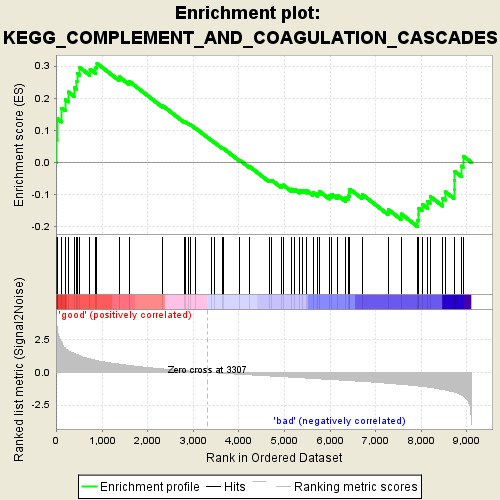 Enrichment plot:
KEGG_COMPLEMENT_AND_COAGULATION_CASCADES
Enrichment score (ES)
0.3
0.2
0.1
0.0
-0.1
-0.2
'good' (positively correlated)
Ranked list metric (Signal2Noise)
2.5
0.0
-2.5
Zero cross at 3307
'bad' (negatively correlated)
0
1,000
2,000
3,000
4,000
5,000
6,000
7,000
8,000
9,000
Rank in Ordered Dataset
Enrichment profile
Hits
Ranking metric scores